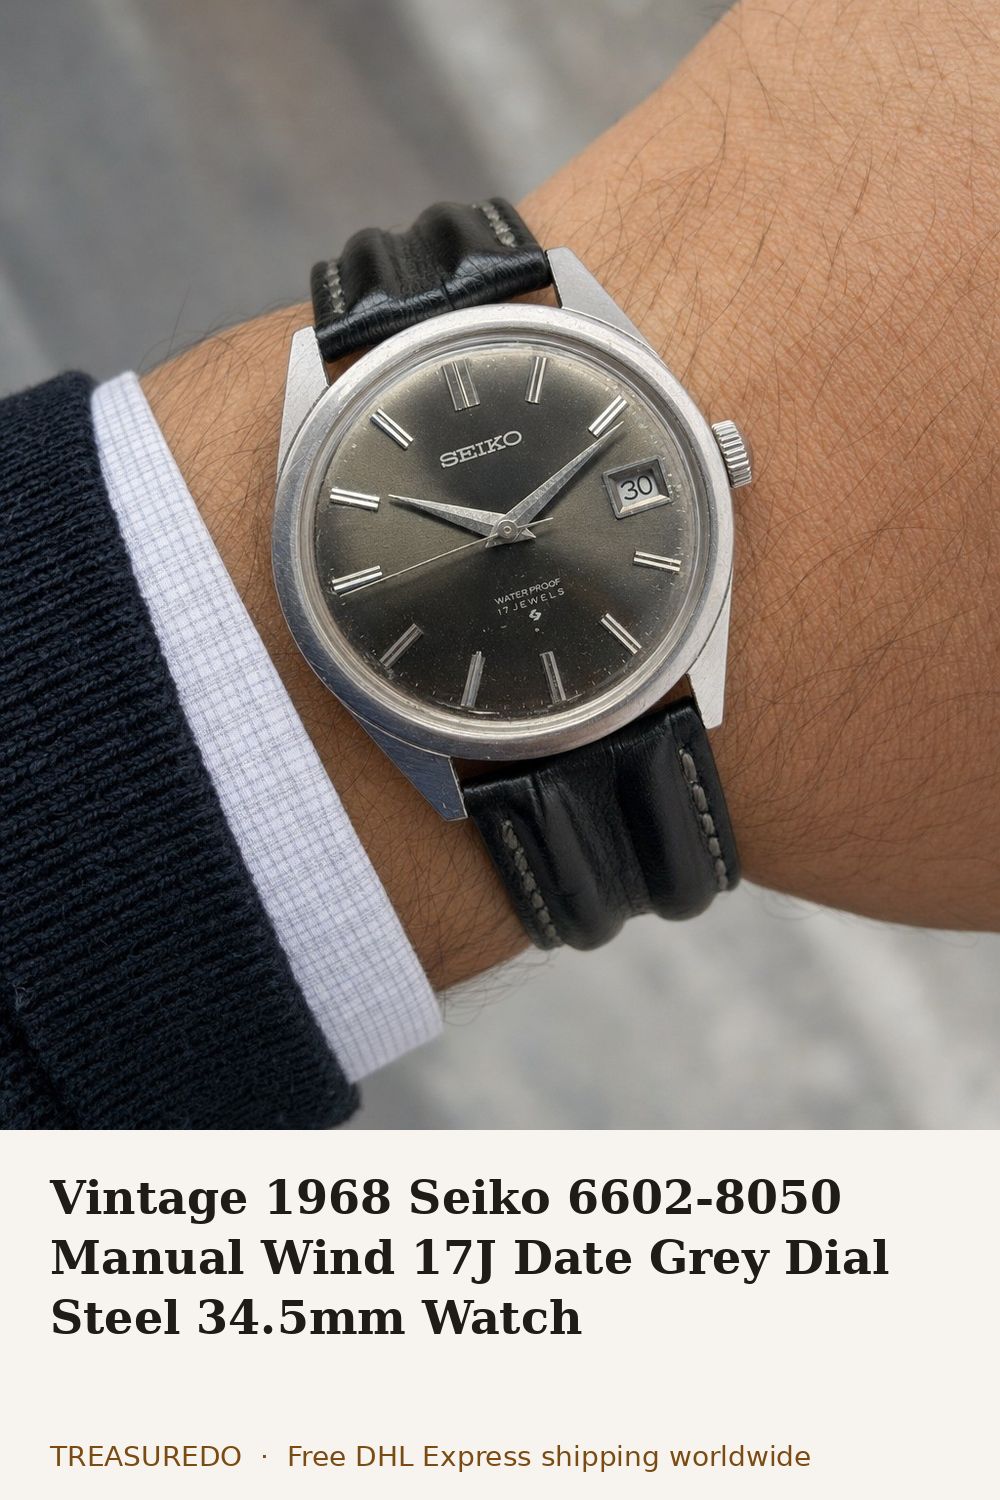 SEIKO
30
WATER PROOF
17 JEWELS
Vintage 1968 Seiko 6602-8050
Manual Wind 17J Date Grey Dial
Steel 34.5mm Watch
TREASUREDO · Free DHL Express shipping worldwide